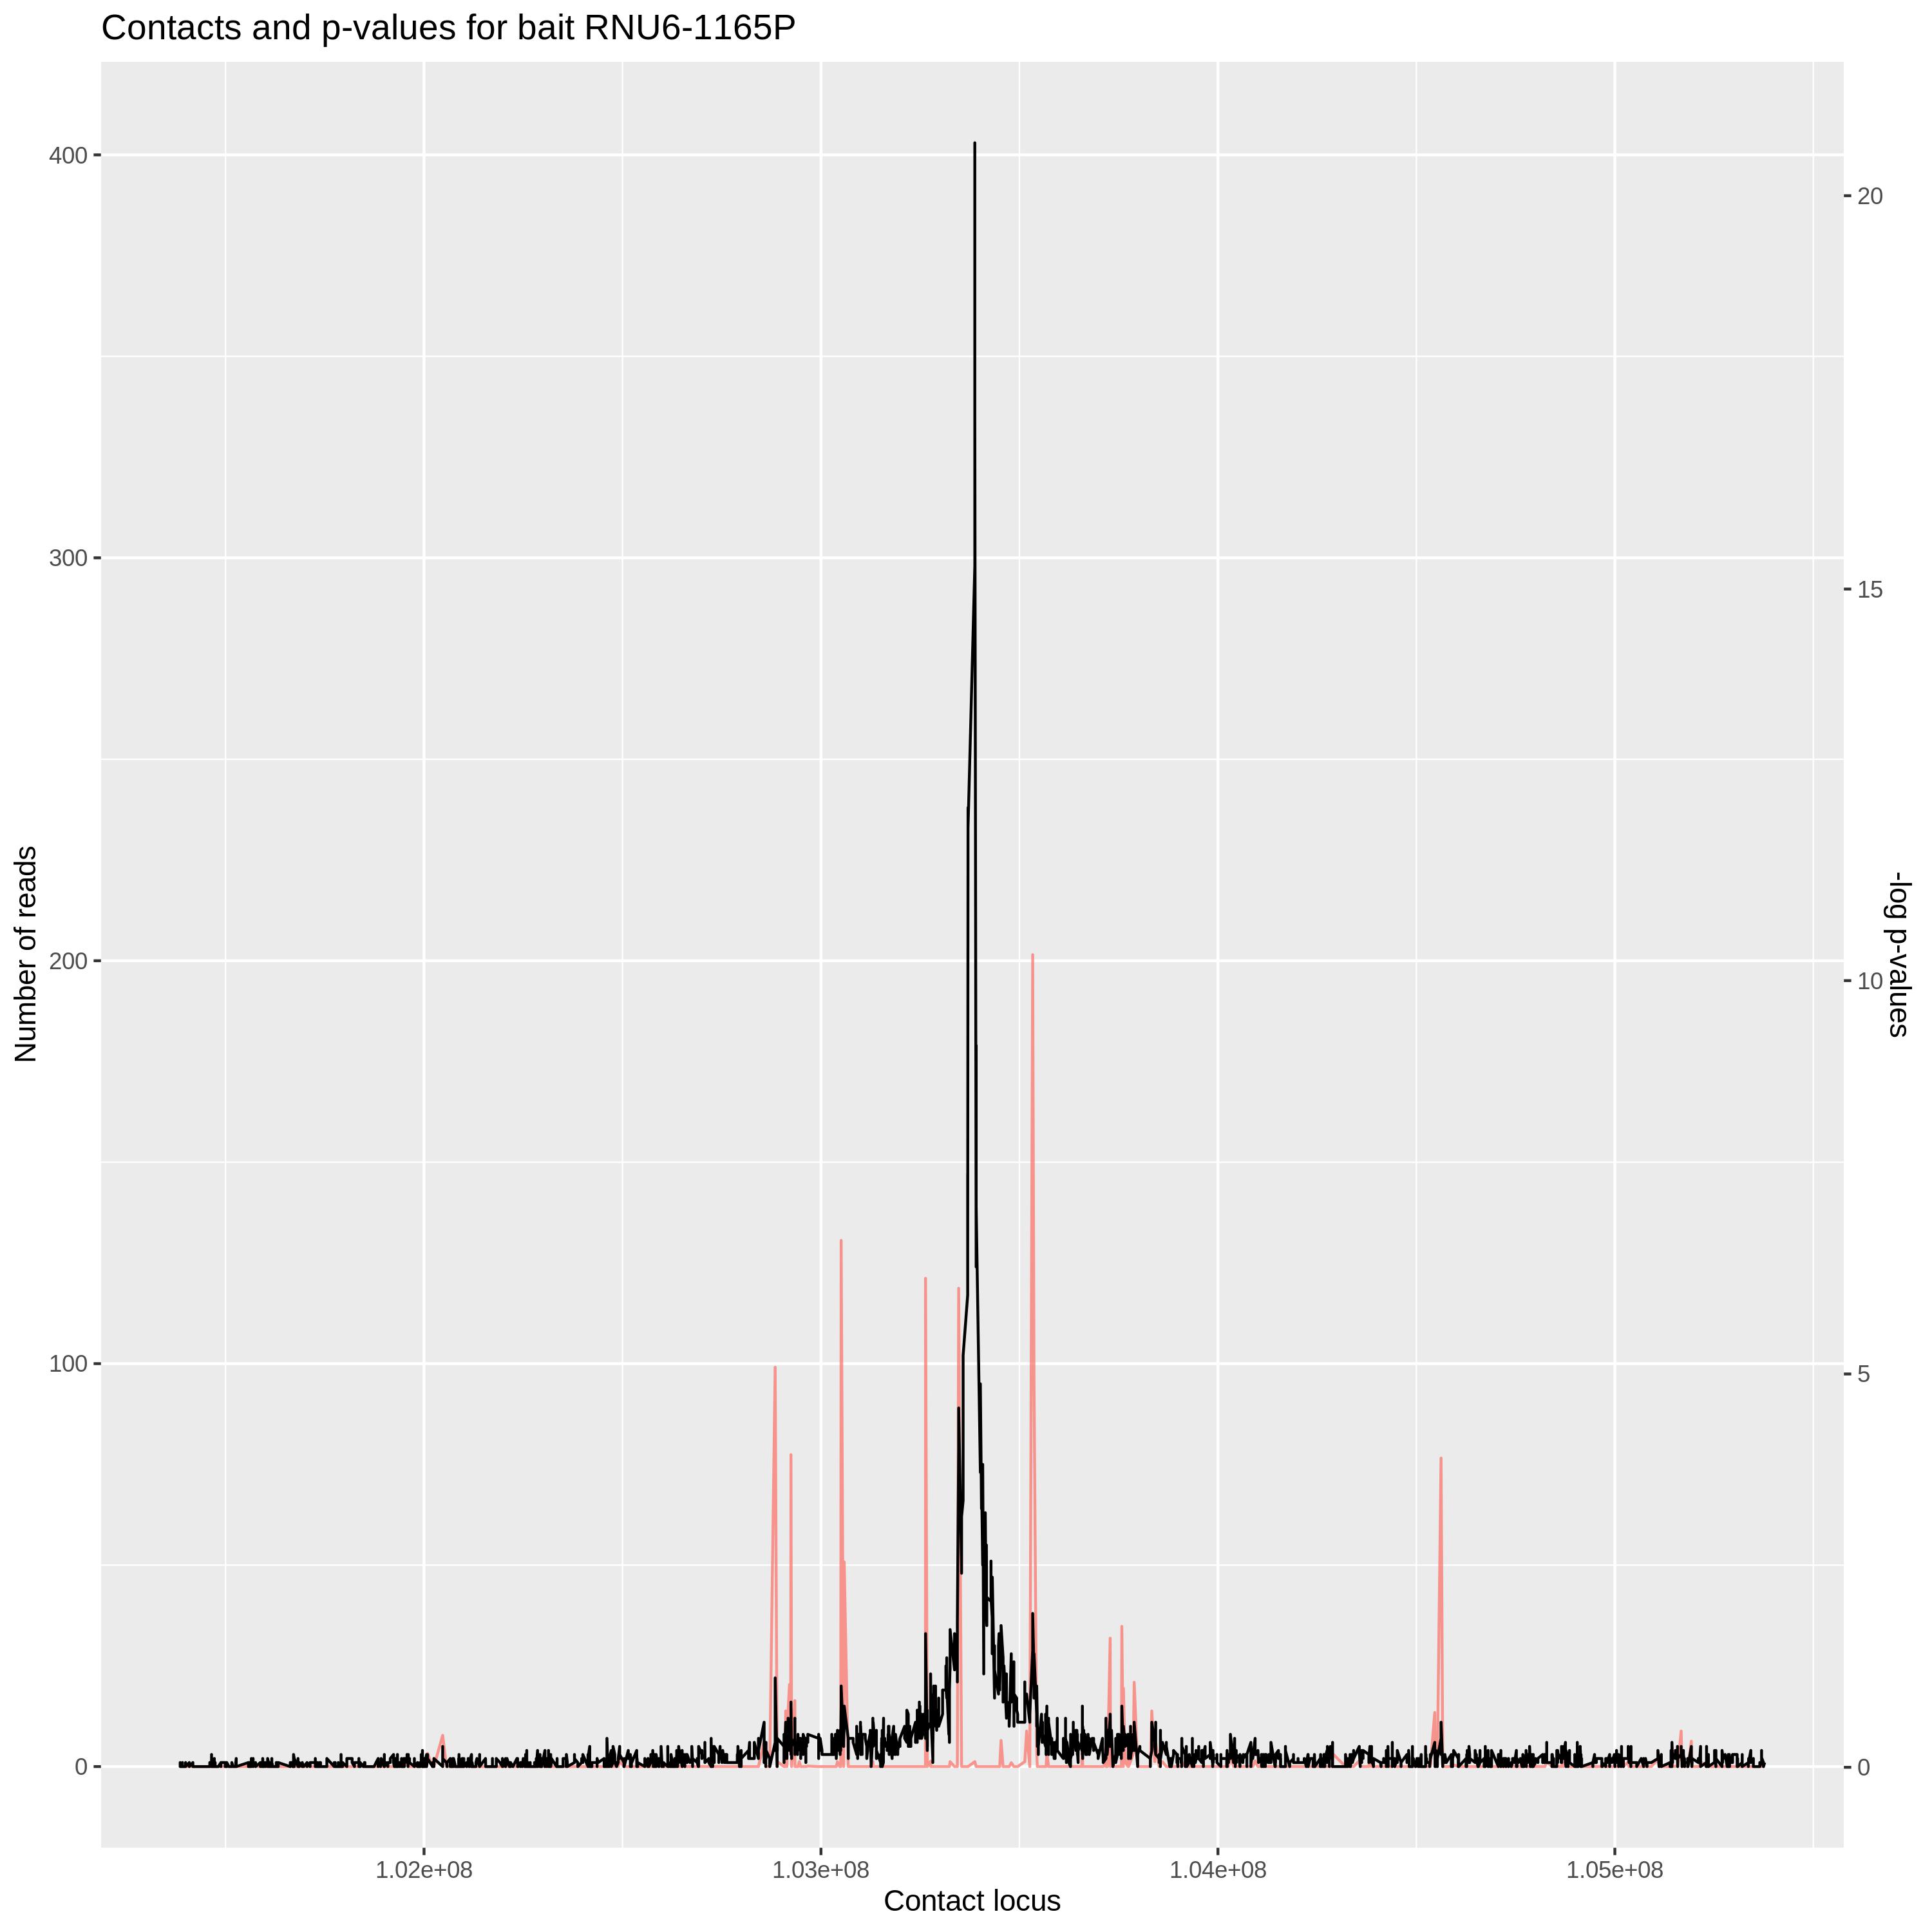 Contacts and p-values for bait RNU6-1165P
400
300
200
100
0
Number of reads
20
15
10
5
0
-log p-values
1.02e+08
1.03e+08
1.04e+08
1.05e+08
Contact locus